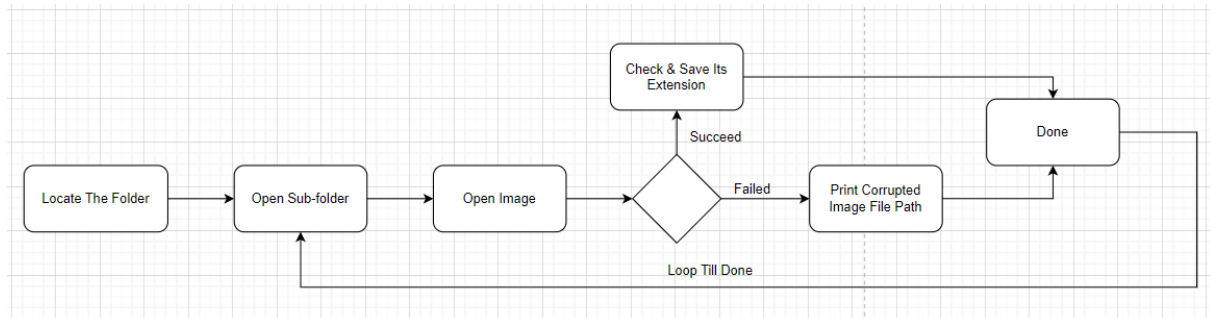 Locate The Folder
Open Sub-folder
Open Image
Check & Save Its
Extension
Succeed
Failed
Print Corrupted
Image File Path
Done
Loop Till Done